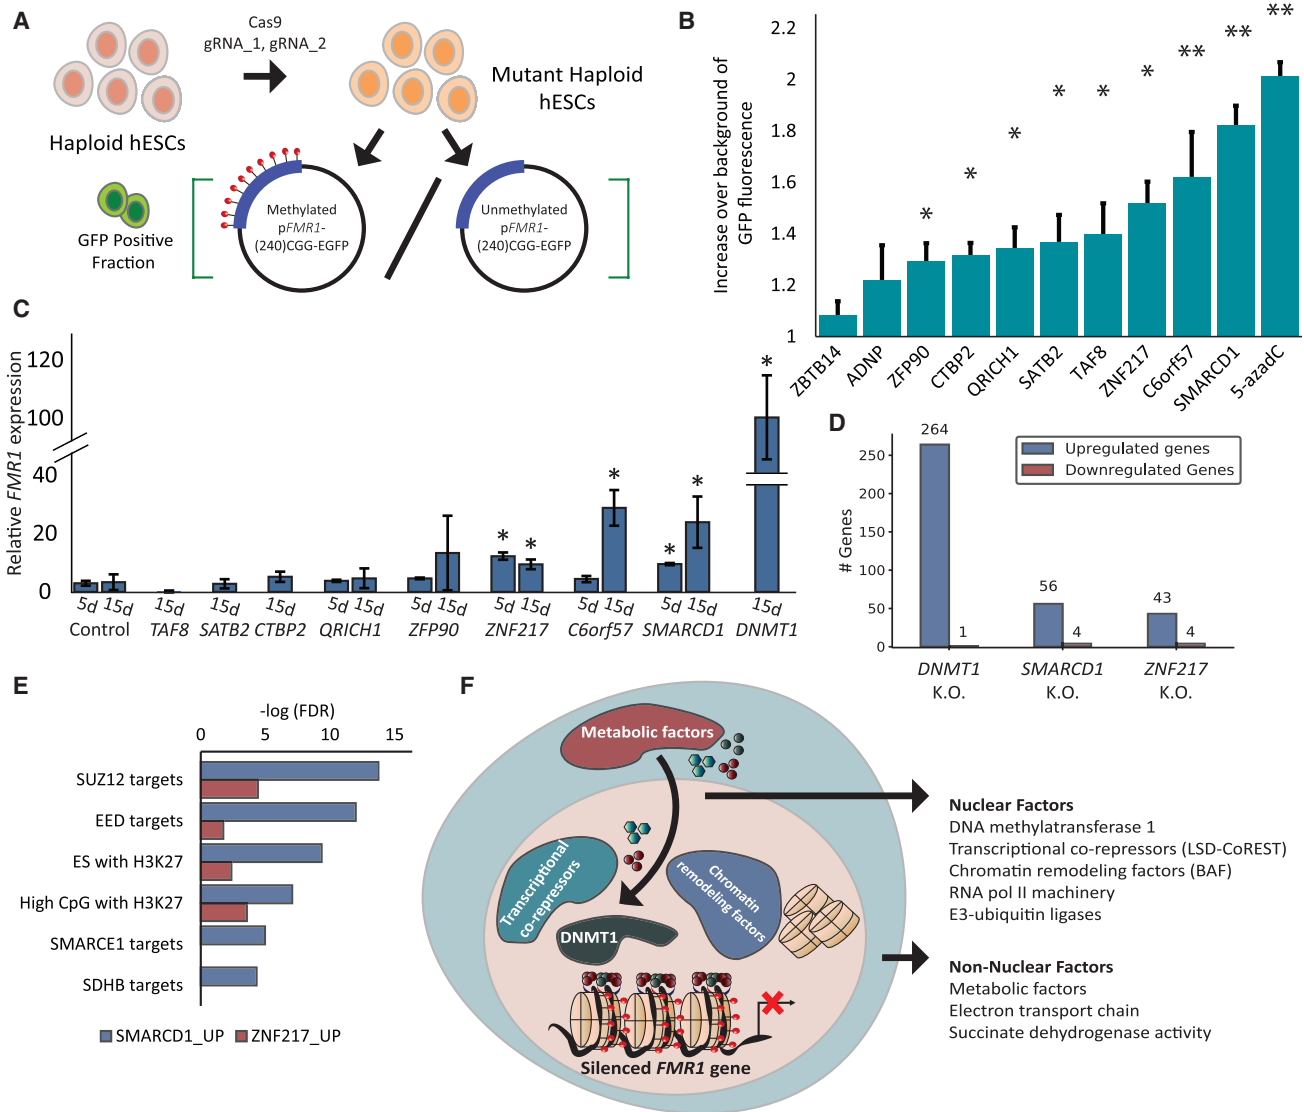 A
Cas9
gRNA_1, gRNA_2
Haploid hESCs
Mutant Haploid
hESCs
GFP Positive
Fraction
Methylated
pFMR1-
(240)CGG-EGFP
Unmethylated
pFMR1-
(240)CGG-EGFP
B
Increase over background of
GFP fluorescence
2.2
2
1.8
1.6
1.4
1.2
1
* * * * * * ** ** **
ZBTB14
ADNP
ZFP90
CTBP2
QRICH1
SATB2
TAF8
ZNF217
C6orf57
SMARCD1
5-azadC
C
Relative FMR1 expression
120
100
40
20
0
* * * * * *
5d 15d 15d 15d 15d 5d 15d 5d 15d 5d 15d 5d 15d 5d 15d 15d
Control TAF8 SATB2 CTBP2 QRICH1 ZFP90 ZNF217 C6orf57 SMARCD1 DNMT1
D
# Genes
250
200
150
100
50
0
264
1
56
4
43
4
Upregulated genes
Downregulated Genes
DNMT1
K.O.
SMARCD1
K.O.
ZNF217
K.O.
E
-log (FDR)
0 5 10 15
SUZ12 targets
EED targets
ES with H3K27
High CpG with H3K27
SMARCE1 targets
SDHB targets
SMARCD1_UP ZNF217_UP
F
Metabolic factors
Transcriptional
co-repressors
Chromatin
remodeling factors
DNMT1
Silenced FMR1 gene
Nuclear Factors
DNA methylatransferase 1
Transcriptional co-repressors (LSD-CoREST)
Chromatin remodeling factors (BAF)
RNA pol II machinery
E3-ubiquitin ligases
Non-Nuclear Factors
Metabolic factors
Electron transport chain
Succinate dehydrogenase activity